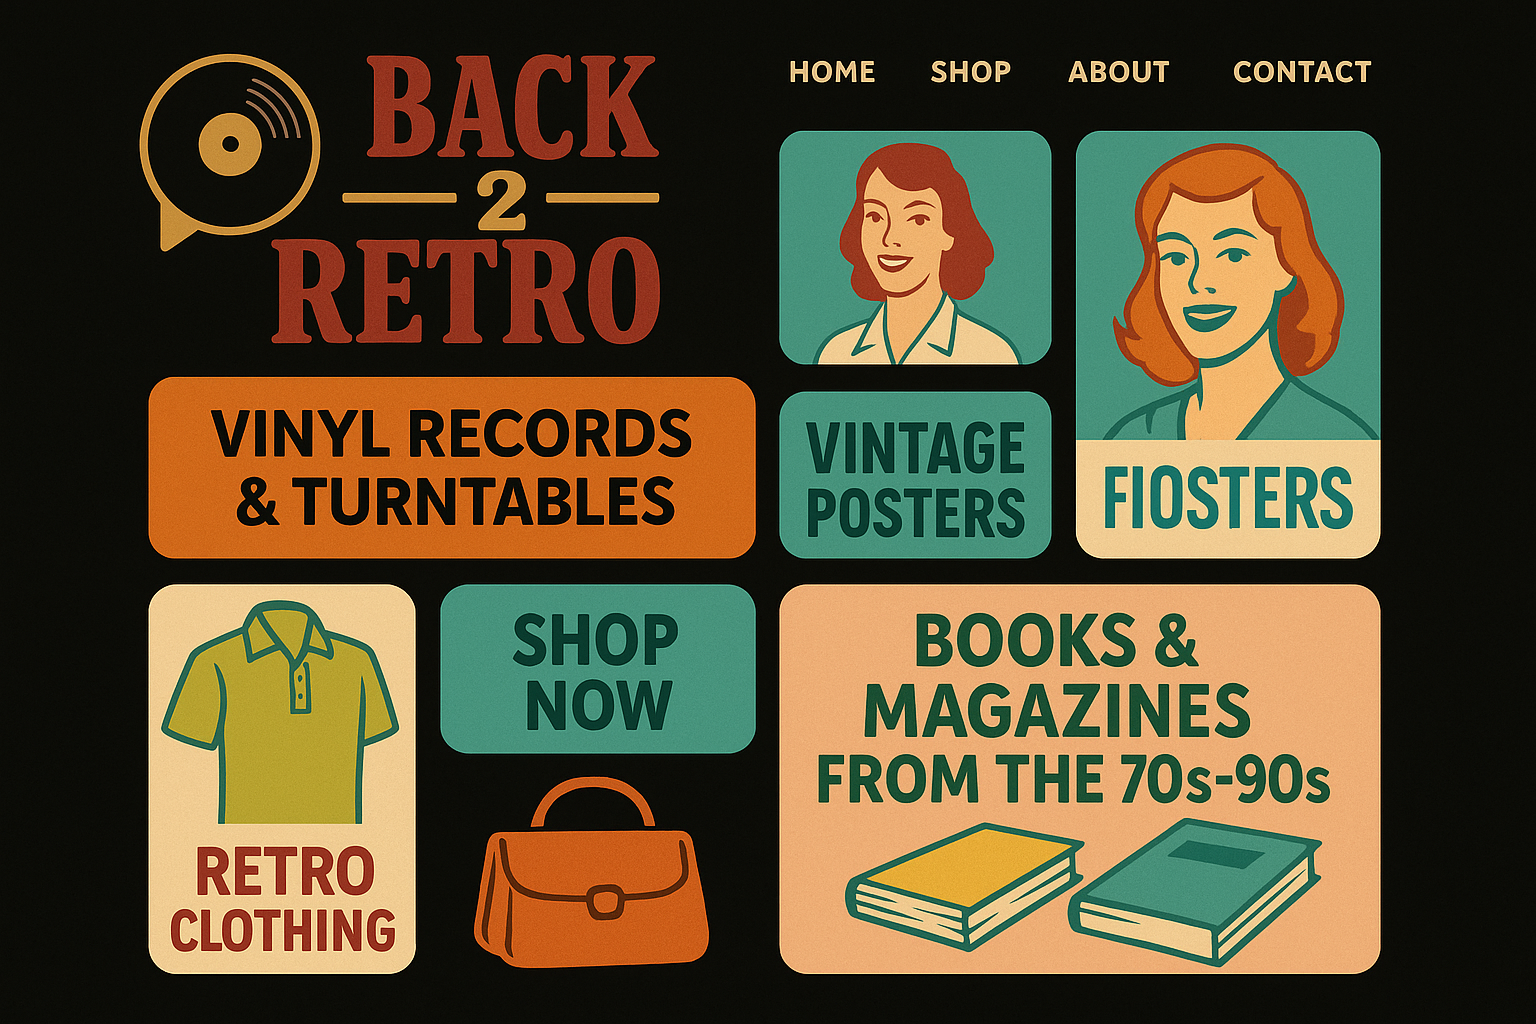 BACK
2
RETRO
HOME SHOP ABOUT CONTACT
VINYL RECORDS
& TURNTABLES
VINTAGE
POSTERS
FIOSTERS
RETRO
CLOTHING
SHOP
NOW
BOOKS &
MAGAZINES
FROM THE 70s-90s